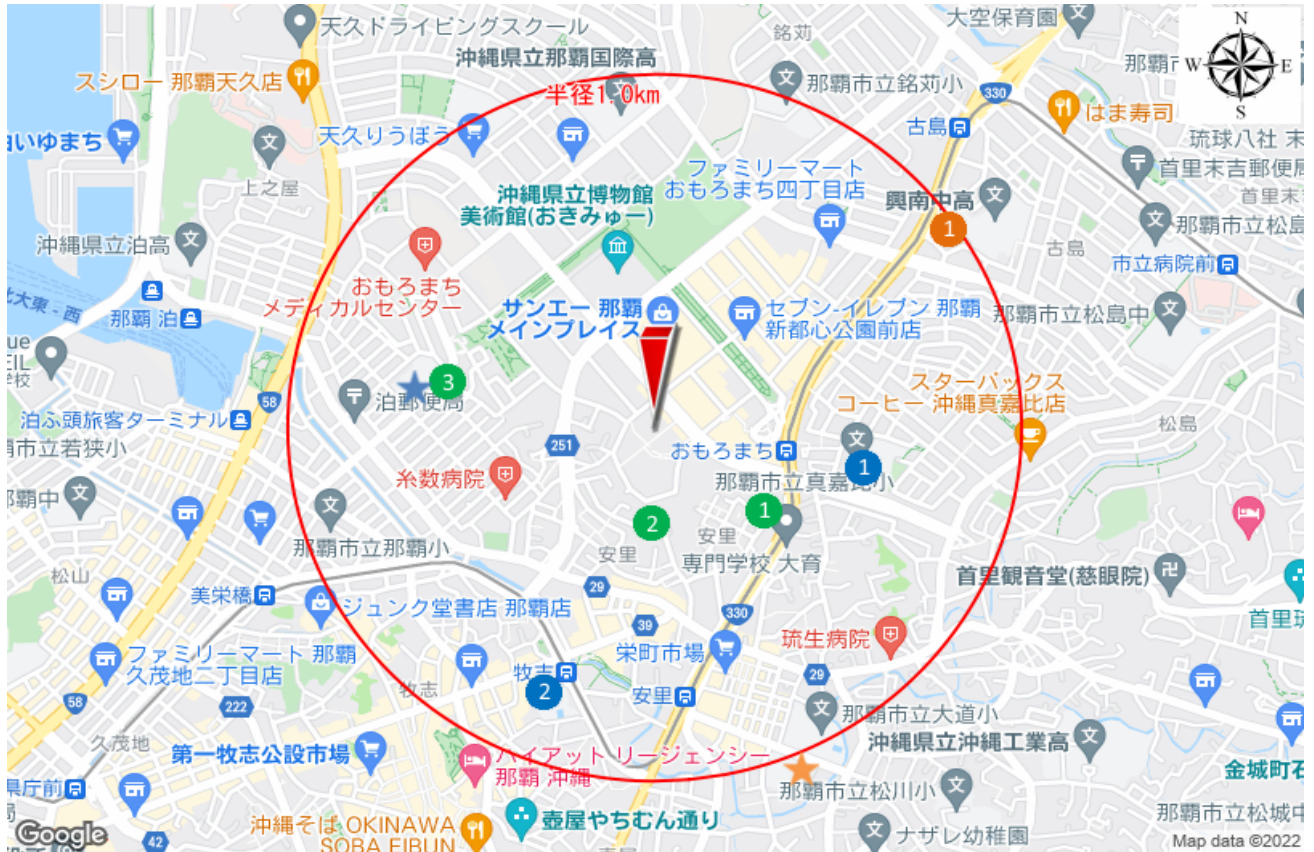 天久ドライビングスクール
大空保育園
沖縄県立那覇国際高
銘苅
N
W
E
S
スシロー 那覇天久店
半径1.0km
那覇市立銘苅小
330
はま寿司
いゆまち
天久りうぼう
古島
琉球八社 末
首里末吉郵便局
首里末
上之屋
ファミリーマート
おもろまち四丁目店
沖縄県立博物館
美術館(おきみゅー)
興南中高
那覇市立松島
沖縄県立泊高
1
古島
市立病院前
おもろまち
メディカルセンター
北大東 - 西
那覇 泊
サンエー 那覇
メインプレイス
セブン-イレブン 那覇
新都心公園前店
那覇市立松島中
スターバックス
コーヒー 沖縄真嘉比店
3
泊郵便局
58
泊ふ頭旅客ターミナル
市立若狭小
松島
251
おもろまち
糸数病院
1
那覇市立真嘉比小
那覇中
2
1
安里
安里
専門学校 大育
那覇市立那覇小
松山
首里観音堂(慈眼院)
美栄橋
29
ジュンク堂書店 那覇店
330
39
首里琉
琉生病院
栄町市場
ファミリーマート 那覇
久茂地二丁目店
牧志
2
29
58
222
牧志
安里
那覇市立大道小
久茂地
第一牧志公設市場
沖縄県立沖縄工業高
ハイアット リージェンシー
那覇 沖縄
金城町石
県庁前
那覇市立松川小
沖縄そば OKINAWA
SOBA EIBUN
壺屋やちむん通り
那覇市立松城中
ナザレ幼稚園
42
Google
Map data ©2022